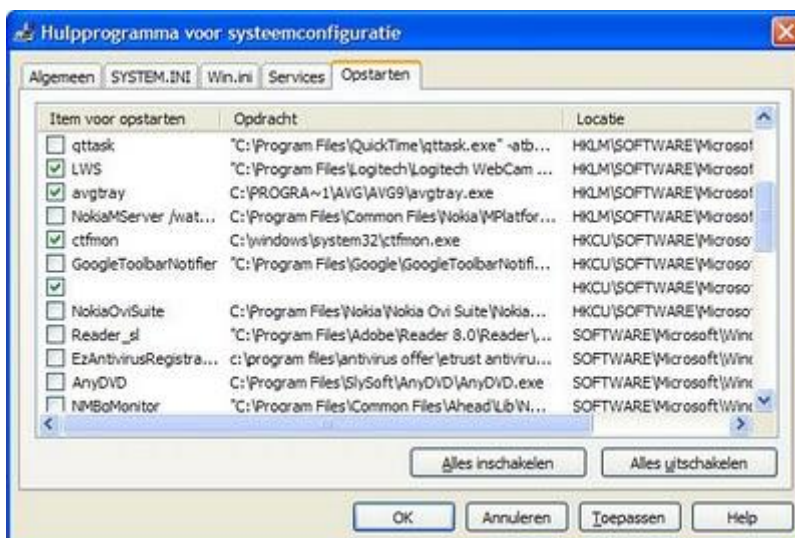 Hulpprogramma voor systeemconfiguratie
Algemeen SYSTEM.INI Win.ini Services Opstarten
Item voor opstarten Opdracht Locatie
qttask "C:\Program Files\QuickTime\qttask.exe" -atb... HKLM\SOFTWARE\Microsof
LWS "C:\Program Files\Logitech\Logitech WebCam ... HKLM\SOFTWARE\Microsof
avgtray C:\PROGRA~1\AVG\AVG9\avgtray.exe HKLM\SOFTWARE\Microsof
NokiaMServer /wat... C:\Program Files\Common Files\Nokia\MPlatfor... HKLM\SOFTWARE\Microsof
ctfmon C:\windows\system32\ctfmon.exe HKCU\SOFTWARE\Microso
GoogleToolbarNotifier "C:\Program Files\Google\GoogleToolbarNotifi... HKCU\SOFTWARE\Microso
HKCU\SOFTWARE\Microso
NokiaOviSuite C:\Program Files\Nokia\Nokia Ovi Suite\Nokia... HKCU\SOFTWARE\Microso
Reader_sl "C:\Program Files\Adobe\Reader 8.0\Reader\... SOFTWARE\Microsoft\Wind
EzAntivirusRegistra... c:\program files\antivirus offer\etrust antiviru... SOFTWARE\Microsoft\Wind
AnyDVD C:\Program Files\SlySoft\AnyDVD\AnyDVD.exe SOFTWARE\Microsoft\Wind
NMBgMonitor "C:\Program Files\Common Files\Ahead\Lib\N... SOFTWARE\Microsoft\Wind
Alles inschakelen Alles uitschakelen
OK Annuleren Toepassen Help